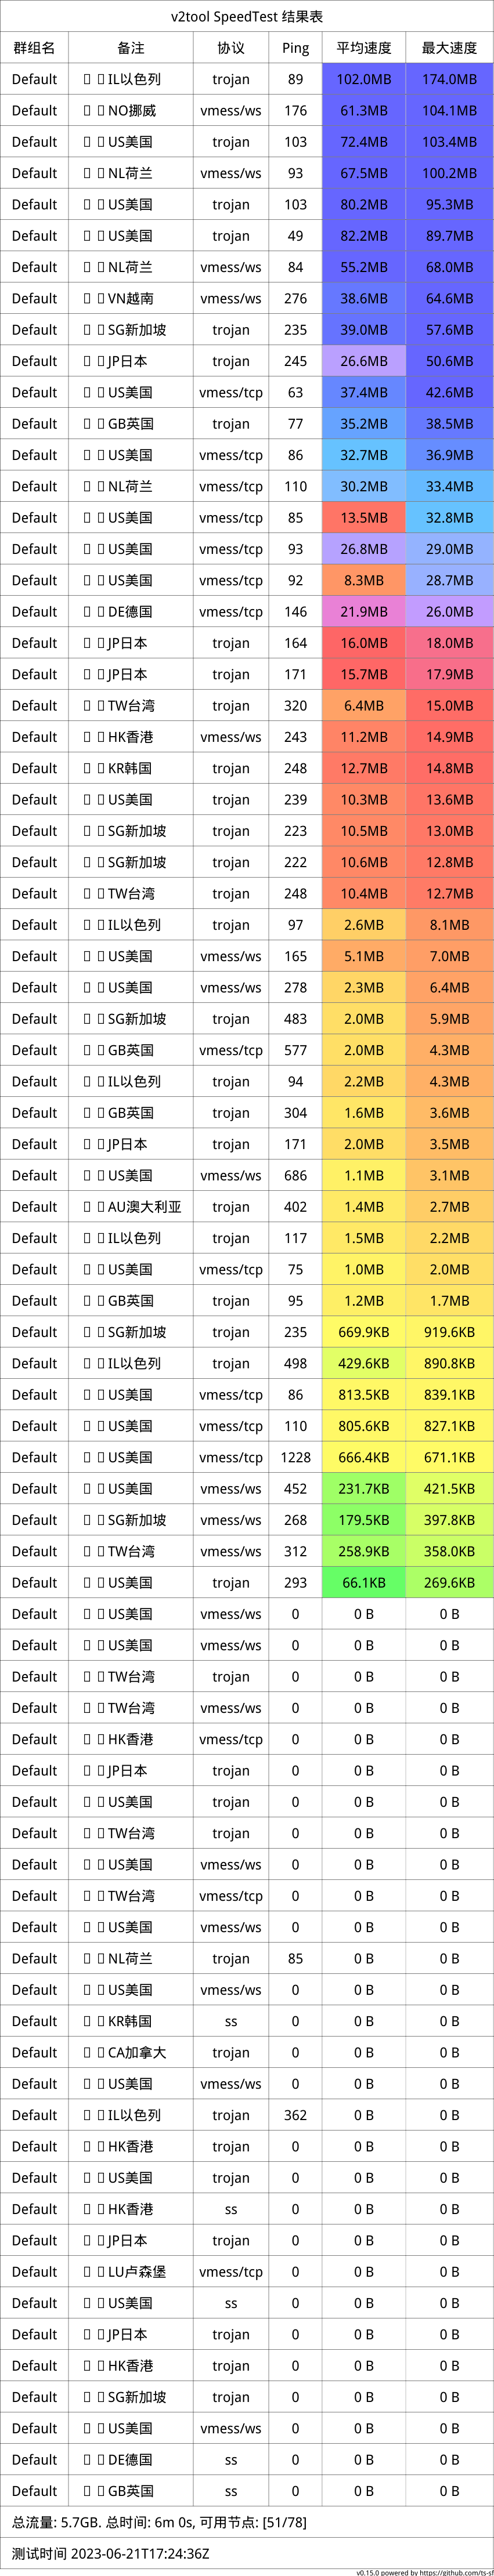 v2tool SpeedTest 结果表
群组名 备注 协议 Ping 平均速度 最大速度
Default IL以色列 trojan 89 102.0MB 174.0MB
Default NO挪威 vmess/ws 176 61.3MB 104.1MB
Default US美国 trojan 103 72.4MB 103.4MB
Default NL荷兰 vmess/ws 93 67.5MB 100.2MB
Default US美国 trojan 103 80.2MB 95.3MB
Default US美国 trojan 49 82.2MB 89.7MB
Default NL荷兰 vmess/ws 84 55.2MB 68.0MB
Default VN越南 vmess/ws 276 38.6MB 64.6MB
Default SG新加坡 trojan 235 39.0MB 57.6MB
Default JP日本 trojan 245 26.6MB 50.6MB
Default US美国 vmess/tcp 63 37.4MB 42.6MB
Default GB英国 trojan 77 35.2MB 38.5MB
Default US美国 vmess/tcp 86 32.7MB 36.9MB
Default NL荷兰 vmess/tcp 110 30.2MB 33.4MB
Default US美国 vmess/tcp 85 13.5MB 32.8MB
Default US美国 vmess/tcp 93 26.8MB 29.0MB
Default US美国 vmess/tcp 92 8.3MB 28.7MB
Default DE德国 vmess/tcp 146 21.9MB 26.0MB
Default JP日本 trojan 164 16.0MB 18.0MB
Default JP日本 trojan 171 15.7MB 17.9MB
Default TW台湾 trojan 320 6.4MB 15.0MB
Default HK香港 vmess/ws 243 11.2MB 14.9MB
Default KR韩国 trojan 248 12.7MB 14.8MB
Default US美国 trojan 239 10.3MB 13.6MB
Default SG新加坡 trojan 223 10.5MB 13.0MB
Default SG新加坡 trojan 222 10.6MB 12.8MB
Default TW台湾 trojan 248 10.4MB 12.7MB
Default IL以色列 trojan 97 2.6MB 8.1MB
Default US美国 vmess/ws 165 5.1MB 7.0MB
Default US美国 vmess/ws 278 2.3MB 6.4MB
Default SG新加坡 trojan 483 2.0MB 5.9MB
Default GB英国 vmess/tcp 577 2.0MB 4.3MB
Default IL以色列 trojan 94 2.2MB 4.3MB
Default GB英国 trojan 304 1.6MB 3.6MB
Default JP日本 trojan 171 2.0MB 3.5MB
Default US美国 vmess/ws 686 1.1MB 3.1MB
Default AU澳大利亚 trojan 402 1.4MB 2.7MB
Default IL以色列 trojan 117 1.5MB 2.2MB
Default US美国 vmess/tcp 75 1.0MB 2.0MB
Default GB英国 trojan 95 1.2MB 1.7MB
Default SG新加坡 trojan 235 669.9KB 919.6KB
Default IL以色列 trojan 498 429.6KB 890.8KB
Default US美国 vmess/tcp 86 813.5KB 839.1KB
Default US美国 vmess/tcp 110 805.6KB 827.1KB
Default US美国 vmess/tcp 1228 666.4KB 671.1KB
Default US美国 vmess/ws 452 231.7KB 421.5KB
Default SG新加坡 vmess/ws 268 179.5KB 397.8KB
Default TW台湾 vmess/ws 312 258.9KB 358.0KB
Default US美国 trojan 293 66.1KB 269.6KB
Default US美国 vmess/ws 0 0 B 0 B
Default US美国 vmess/ws 0 0 B 0 B
Default TW台湾 trojan 0 0 B 0 B
Default TW台湾 vmess/ws 0 0 B 0 B
Default HK香港 vmess/tcp 0 0 B 0 B
Default JP日本 trojan 0 0 B 0 B
Default US美国 trojan 0 0 B 0 B
Default TW台湾 trojan 0 0 B 0 B
Default US美国 vmess/ws 0 0 B 0 B
Default TW台湾 vmess/tcp 0 0 B 0 B
Default US美国 vmess/ws 0 0 B 0 B
Default NL荷兰 trojan 85 0 B 0 B
Default US美国 vmess/ws 0 0 B 0 B
Default KR韩国 ss 0 0 B 0 B
Default CA加拿大 trojan 0 0 B 0 B
Default US美国 vmess/ws 0 0 B 0 B
Default IL以色列 trojan 362 0 B 0 B
Default HK香港 trojan 0 0 B 0 B
Default US美国 trojan 0 0 B 0 B
Default HK香港 ss 0 0 B 0 B
Default JP日本 trojan 0 0 B 0 B
Default LU卢森堡 vmess/tcp 0 0 B 0 B
Default US美国 ss 0 0 B 0 B
Default JP日本 trojan 0 0 B 0 B
Default HK香港 trojan 0 0 B 0 B
Default SG新加坡 trojan 0 0 B 0 B
Default US美国 vmess/ws 0 0 B 0 B
Default DE德国 ss 0 0 B 0 B
Default GB英国 ss 0 0 B 0 B
总流量: 5.7GB. 总时间: 6m 0s, 可用节点: [51/78]
测试时间 2023-06-21T17:24:36Z
v0.15.0 powered by https://github.com/ts-sf